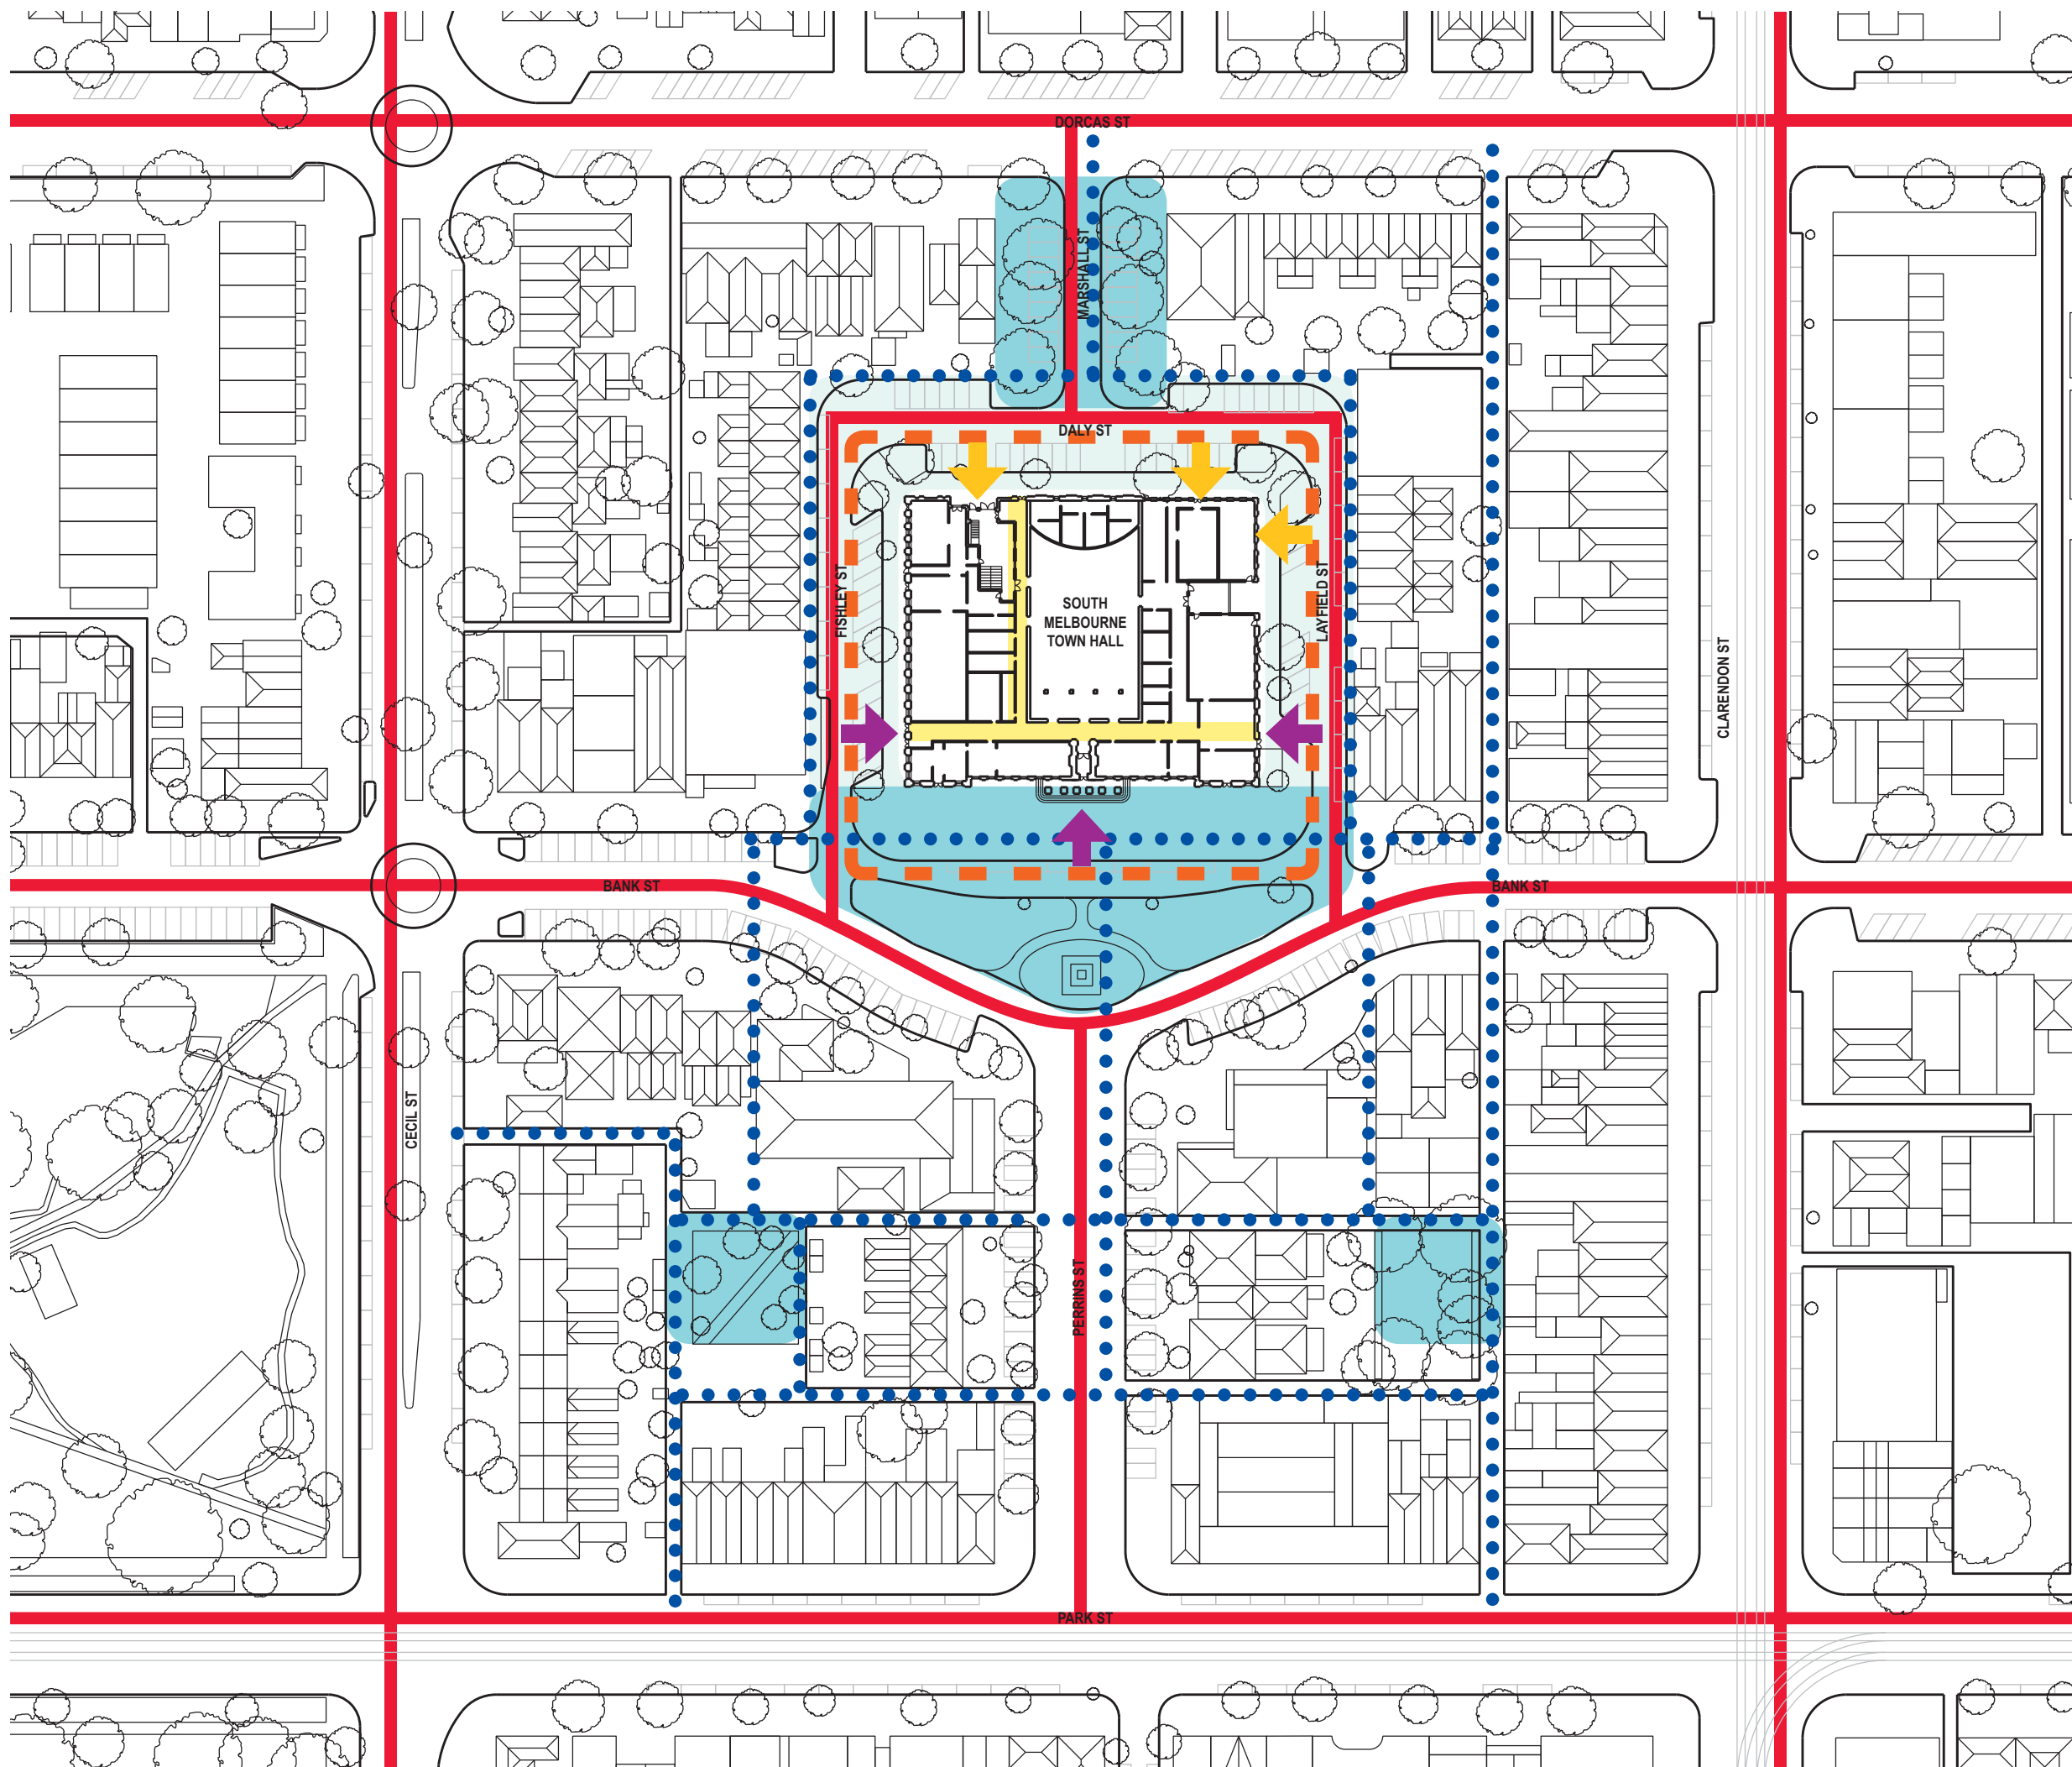 DORCAS ST
MARSHALL ST
DALY ST
FISHLEY ST
SOUTH
MELBOURNE
TOWN HALL
LAYFIELD ST
CLARENDON ST
BANK ST
BANK ST
CECIL ST
PERRINS ST
PARK ST